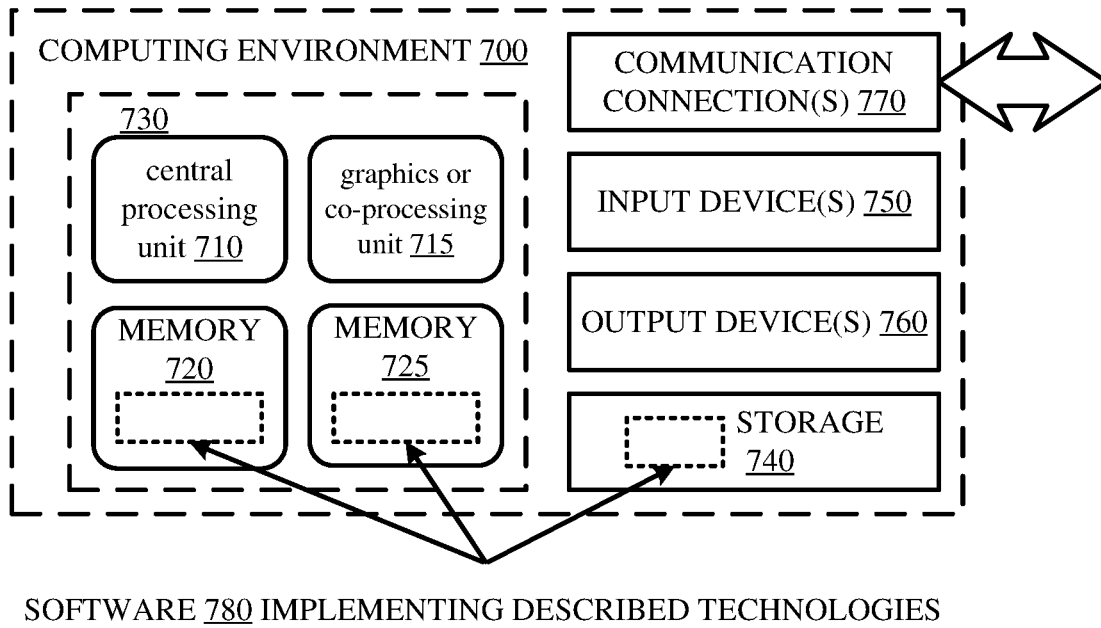 COMPUTING ENVIRONMENT 700
730
central
processing
unit 710
graphics or
co-processing
unit 715
MEMORY
720
MEMORY
725
COMMUNICATION
CONNECTION(S) 770
INPUT DEVICE(S) 750
OUTPUT DEVICE(S) 760
STORAGE
740
SOFTWARE 780 IMPLEMENTING DESCRIBED TECHNOLOGIES